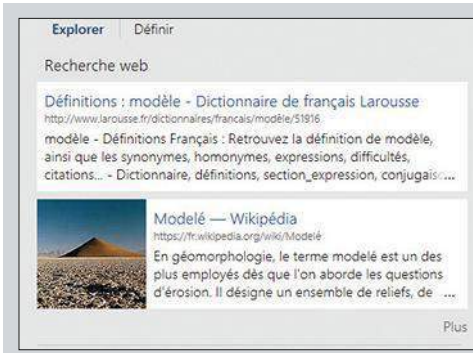 Explorer Définir
Recherche web
Définitions : modèle - Dictionnaire de français Larousse
http://www.larousse.fr/dictionnaires/francais/modèle/51916
modèle - Définitions Français : Retrouvez la définition de modèle,
ainsi que les synonymes, homonymes, expressions, difficultés,
citations... - Dictionnaire, définitions, section_expression, conjugais ...
Modelé — Wikipédia
https://fr.wikipedia.org/wiki/Modelé
En géomorphologie, le terme modelé est un des
plus employés dès que l'on aborde les questions
d'érosion. Il désigne un ensemble de reliefs, de ...
Plus